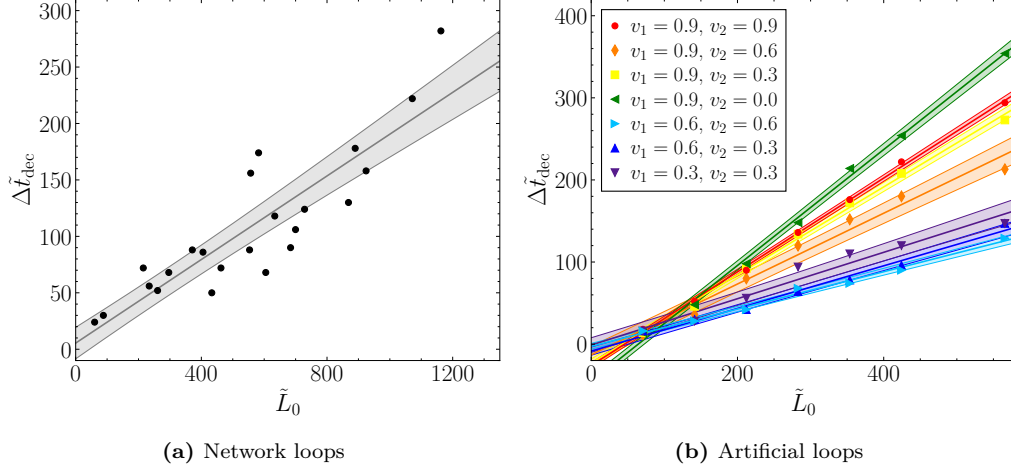 300
250
200
150
100
50
0
0 400 800 1200
Δt̃_dec
L̃₀
(a) Network loops
400
300
200
100
0
0 200 400
Δt̃_dec
L̃₀
v₁ = 0.9, v₂ = 0.9
v₁ = 0.9, v₂ = 0.6
v₁ = 0.9, v₂ = 0.3
v₁ = 0.9, v₂ = 0.0
v₁ = 0.6, v₂ = 0.6
v₁ = 0.6, v₂ = 0.3
v₁ = 0.3, v₂ = 0.3
(b) Artificial loops